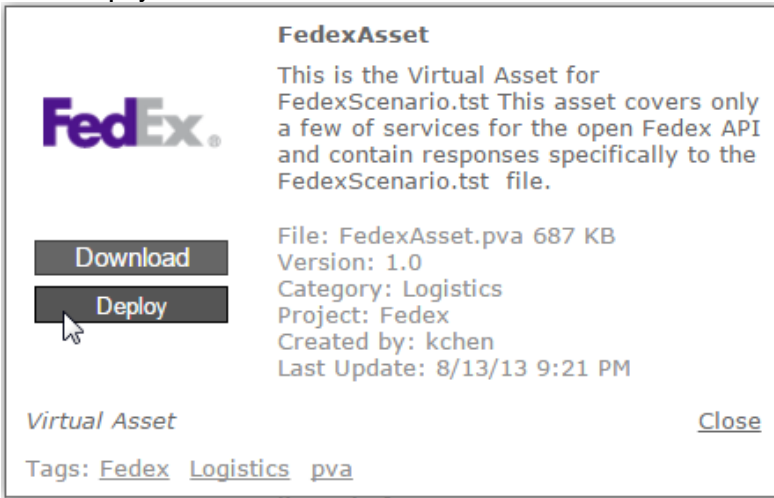 FedexAsset
This is the Virtual Asset for
FedexScenario.tst This asset covers only
a few of services for the open Fedex API
and contain responses specifically to the
FedexScenario.tst file.
FedEx®
Download
Deploy
File: FedexAsset.pva 687 KB
Version: 1.0
Category: Logistics
Project: Fedex
Created by: kchen
Last Update: 8/13/13 9:21 PM
Virtual Asset
Close
Tags: Fedex Logistics pva